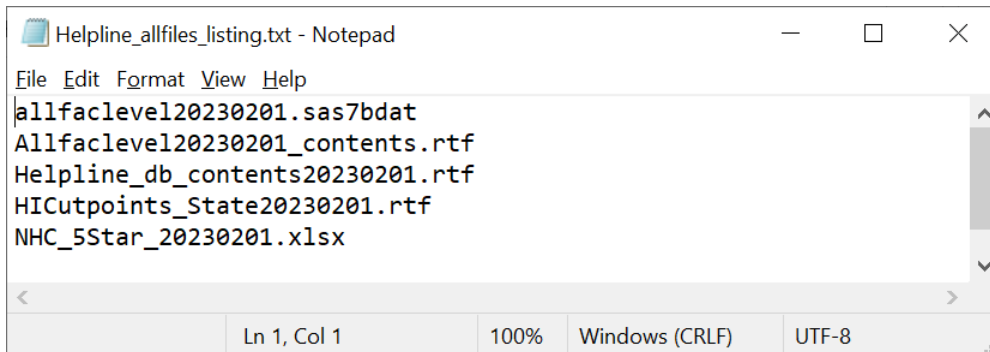 Helpline_allfiles_listing.txt - Notepad
File Edit Format View Help
allfaclevel20230201.sas7bdat
Allfaclevel20230201_contents.rtf
Helpline_db_contents20230201.rtf
HICutpoints_State20230201.rtf
NHC_5Star_20230201.xlsx
Ln 1, Col 1 100% Windows (CRLF) UTF-8